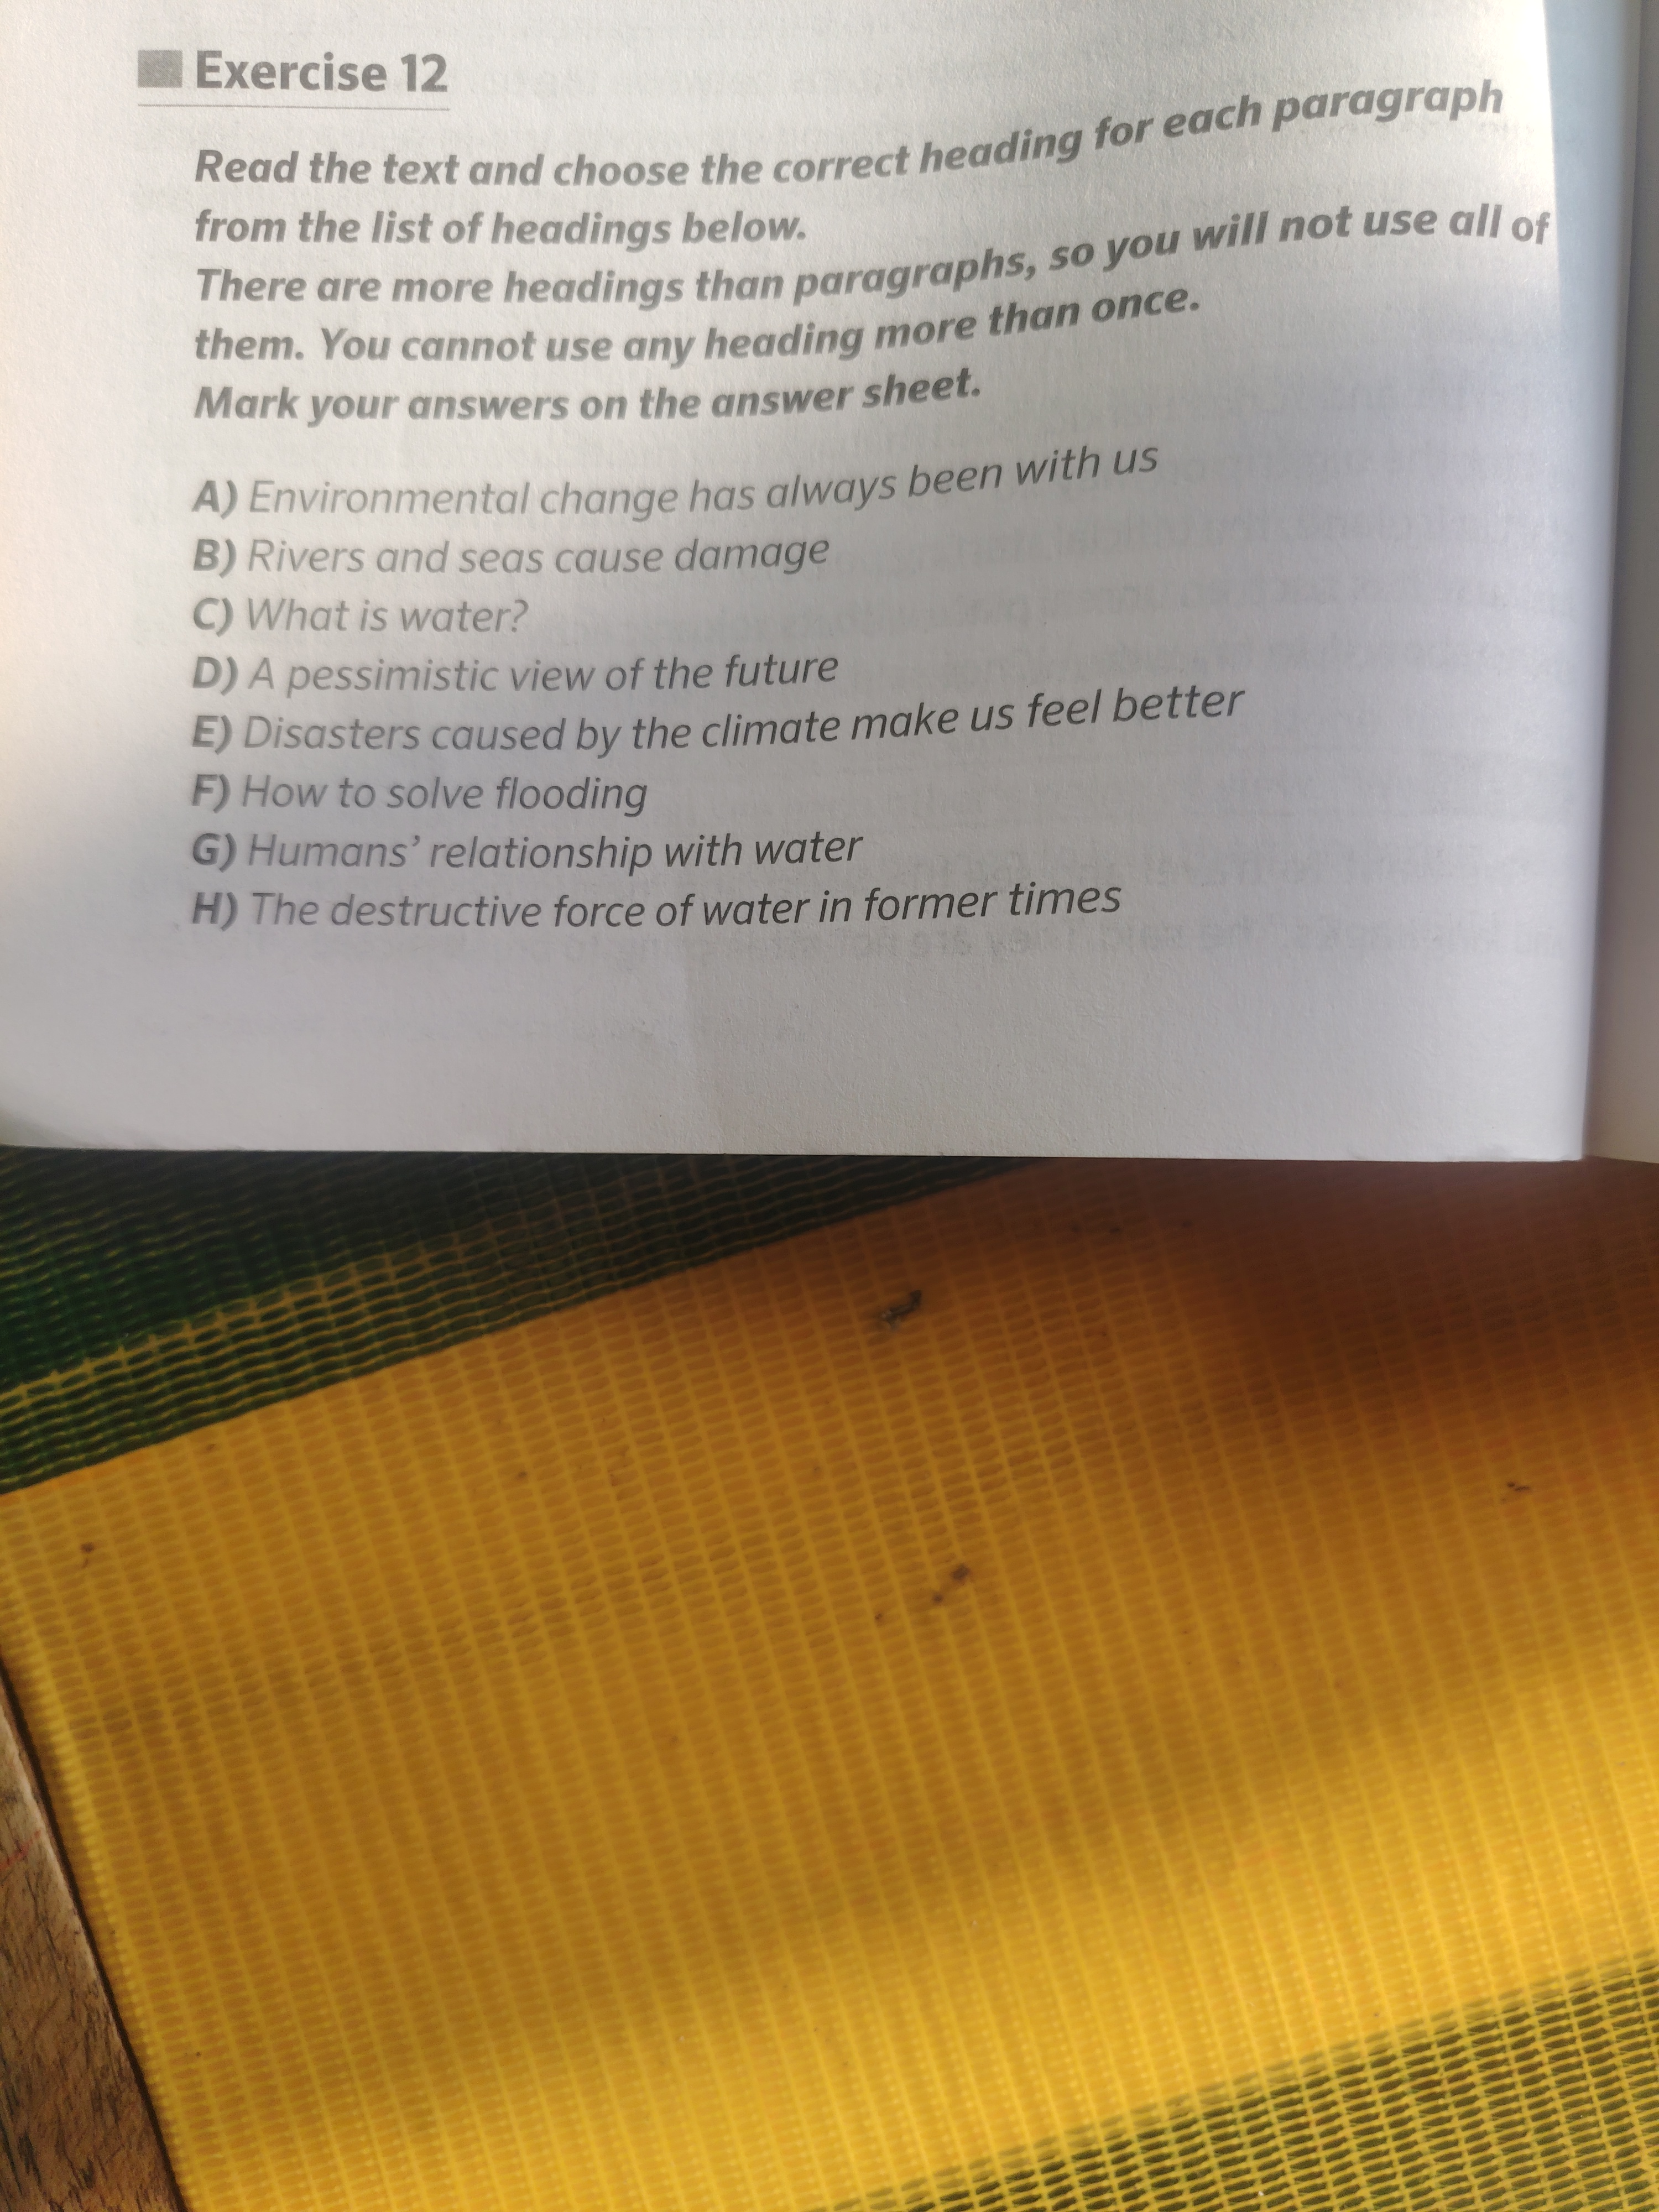 Exercise 12
Read the text and choose the correct heading for each paragraph
from the list of headings below.
There are more headings than paragraphs, so you will not use all of
them. You cannot use any heading more than once.
Mark your answers on the answer sheet.
A) Environmental change has always been with us
B) Rivers and seas cause damage
C) What is water?
D) A pessimistic view of the future
E) Disasters caused by the climate make us feel better
F) How to solve flooding
G) Humans’ relationship with water
H) The destructive force of water in former times